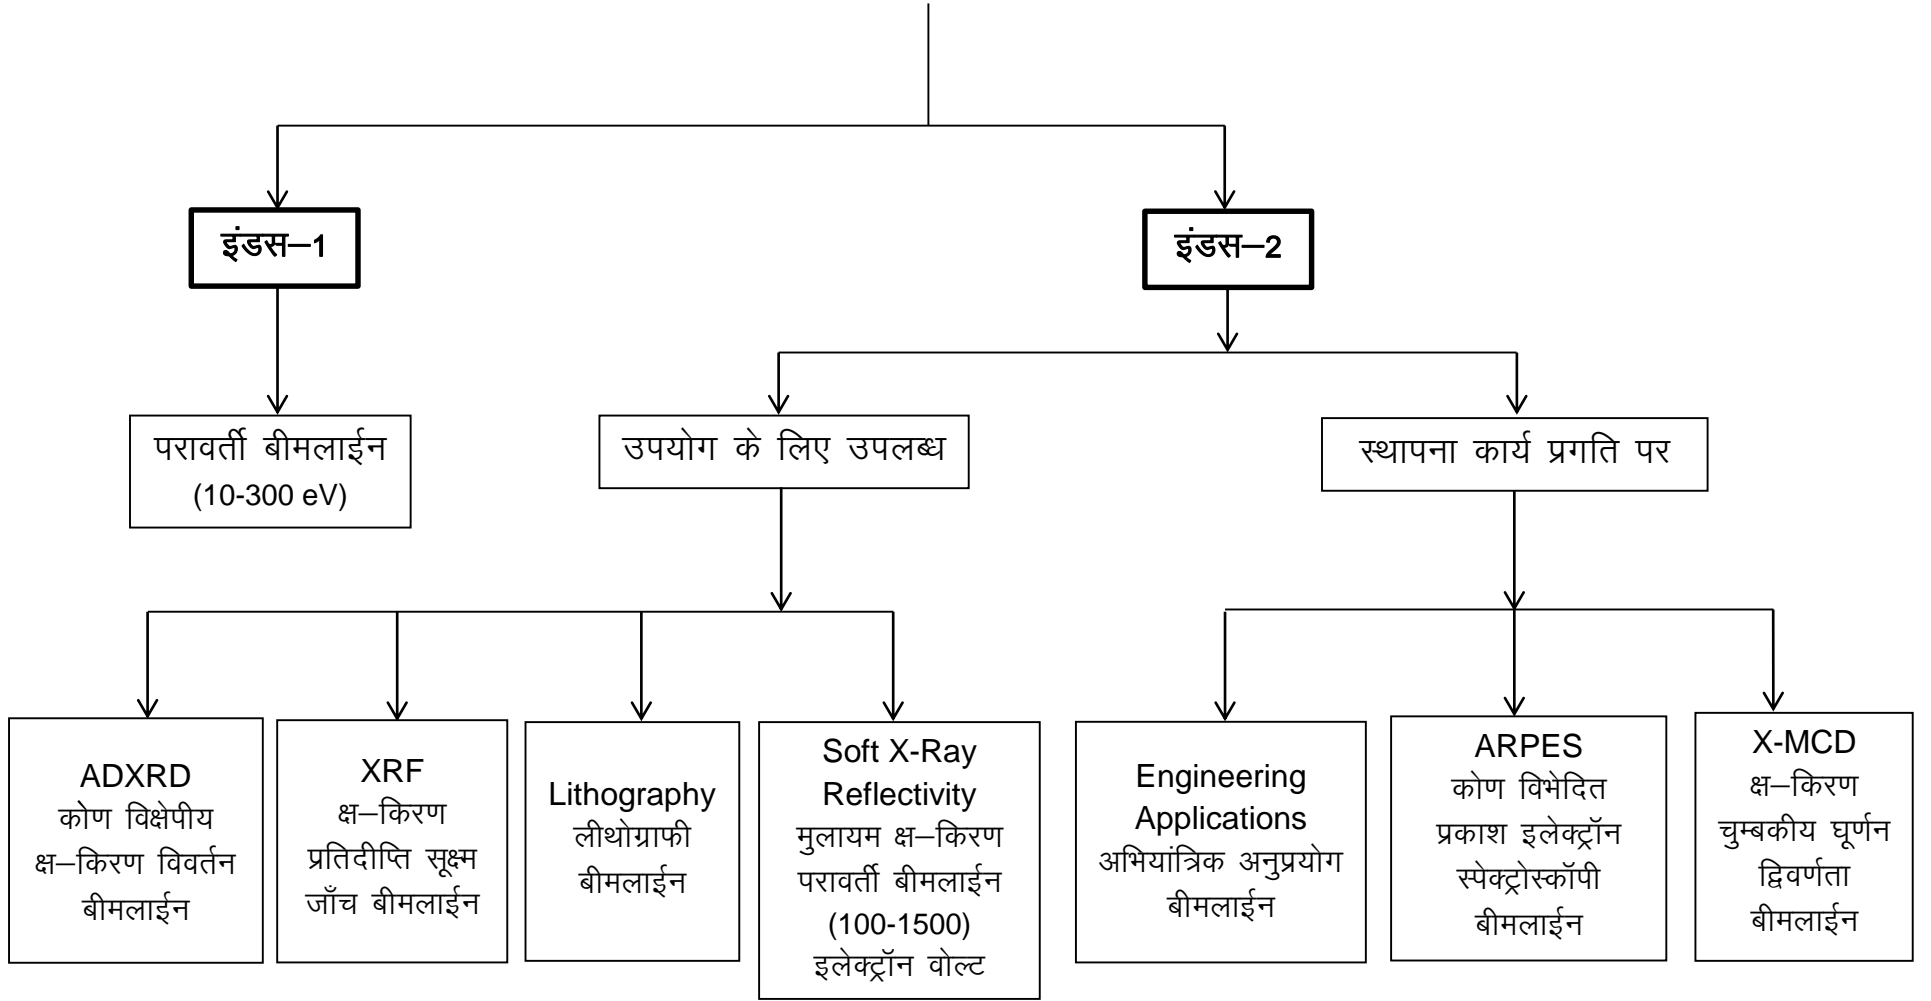 इंडस–1
इंडस–2
परावर्ती बीमलाईन
(10-300 eV)
उपयोग के लिए उपलब्ध
स्थापना कार्य प्रगति पर
ADXRD
कोण विक्षेपीय
क्ष–किरण विवर्तन
बीमलाईन
XRF
क्ष–किरण
प्रतिदीप्ति सूक्ष्म
जाँच बीमलाईन
Lithography
लीथोग्राफी
बीमलाईन
Soft X-Ray
Reflectivity
मुलायम क्ष–किरण
परावर्ती बीमलाईन
(100-1500)
इलेक्ट्रॉन वोल्ट
Engineering
Applications
अभियांत्रिक अनुप्रयोग
बीमलाईन
ARPES
कोण विभेदित
प्रकाश इलेक्ट्रॉन
स्पेक्ट्रोस्कॉपी
बीमलाईन
X-MCD
क्ष–किरण
चुम्बकीय घूर्णन
द्विवर्णता
बीमलाईन